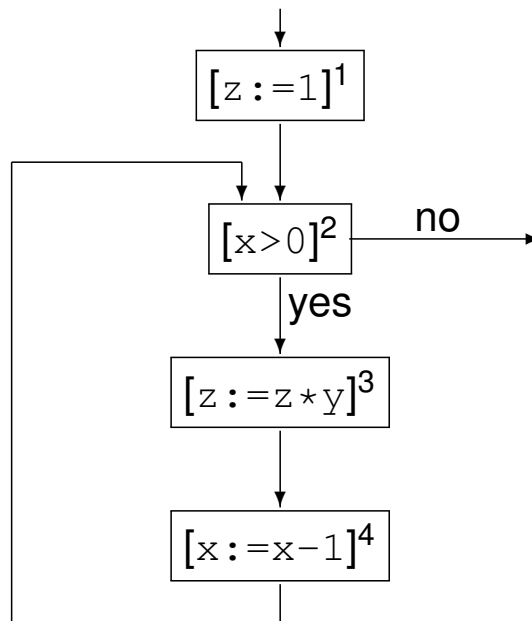 [z:=1]¹
[x>0]²
no
yes
[z:=z*y]³
[x:=x-1]⁴